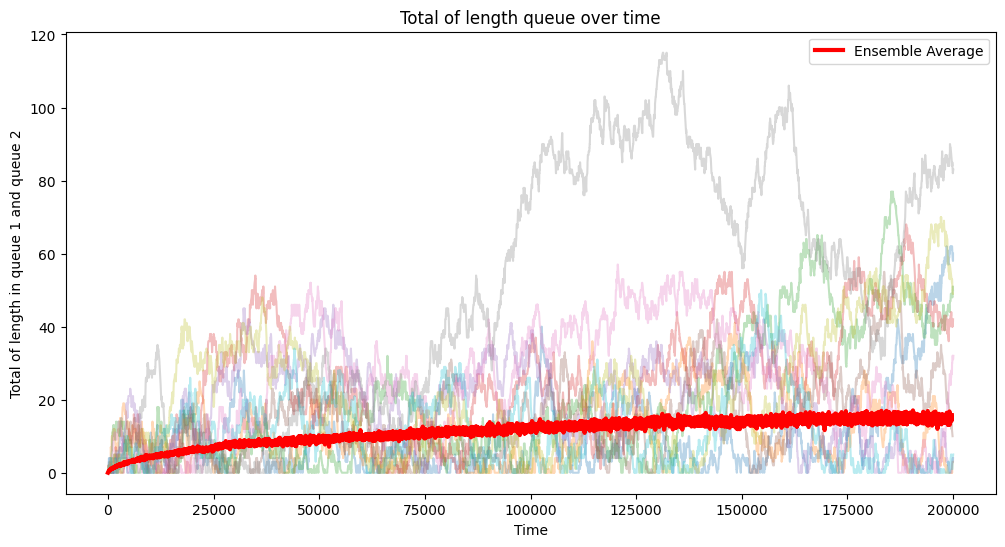 Total of length queue over time
Ensemble Average
Total of length in queue 1 and queue 2
120
100
80
60
40
20
0
0 25000 50000 75000 100000 125000 150000 175000 200000
Time